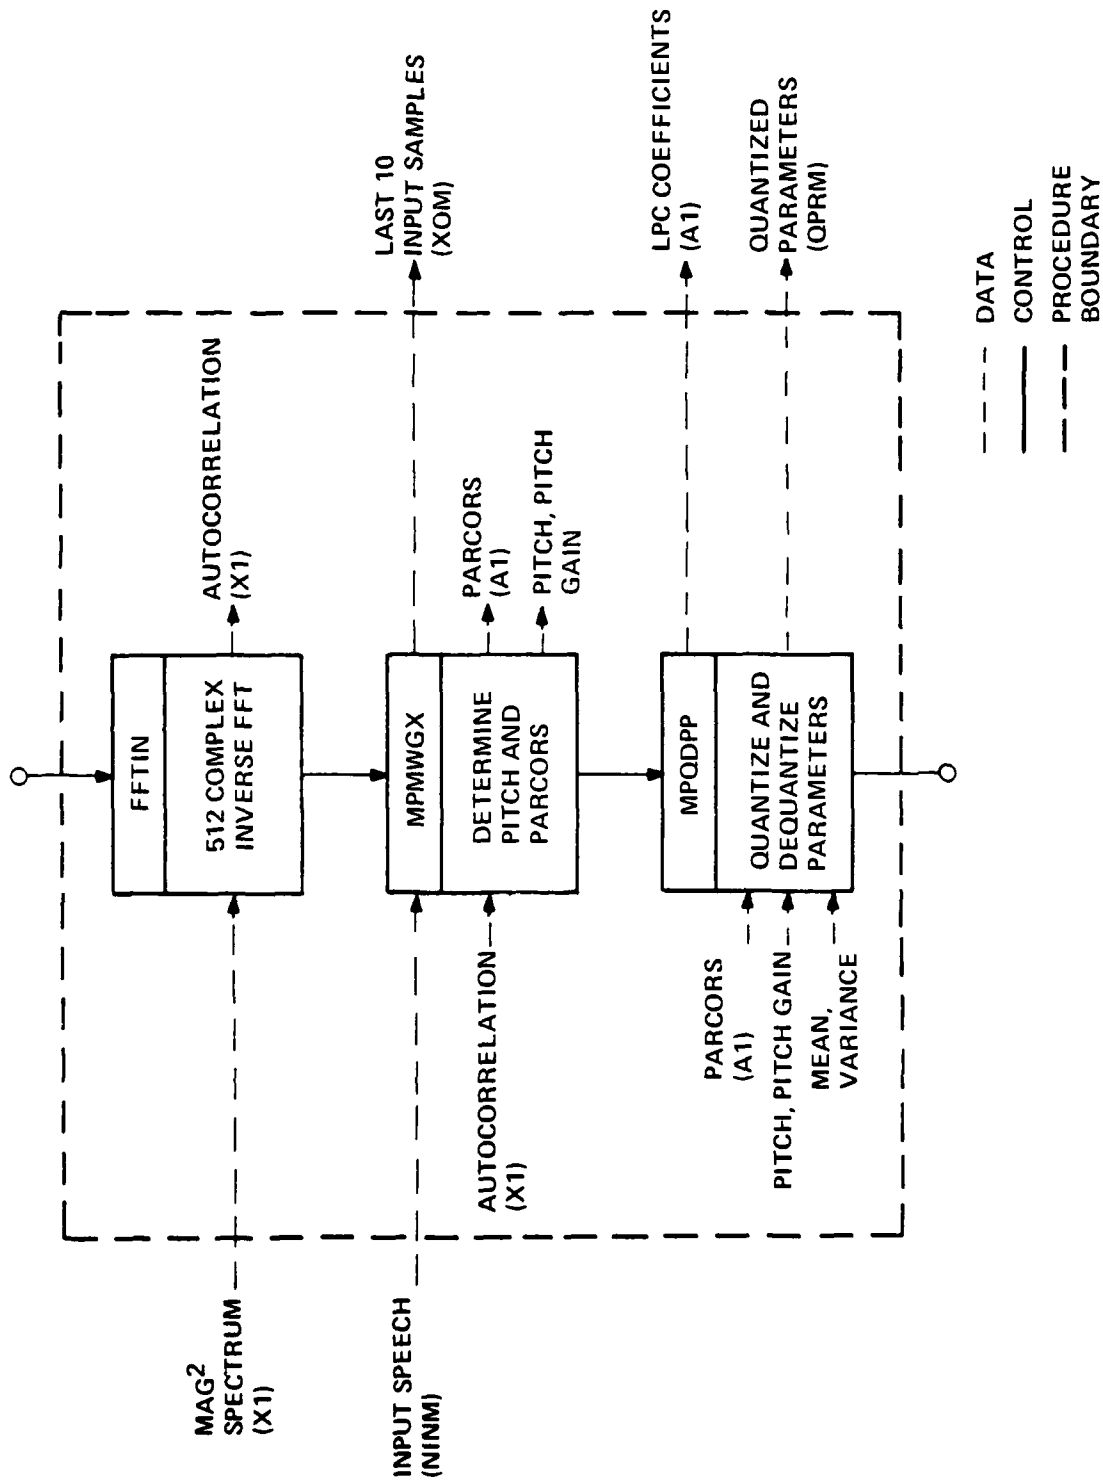 MAG2
SPECTRUM
(X1)
FFTIN
512 COMPLEX
INVERSE FFT
AUTOCORRELATION
(X1)
INPUT SPEECH
(NINM)
AUTOCORRELATION
(X1)
MPMWGX
DETERMINE
PITCH AND
PARCORS
LAST 10
INPUT SAMPLES
(XOM)
PARCORS
(A1)
PITCH, PITCH
GAIN
PARCORS
(A1)
PITCH, PITCH GAIN
MEAN,
VARIANCE
MPQDPP
QUANTIZE AND
DEQUANTIZE
PARAMETERS
LPC COEFFICIENTS
(A1)
QUANTIZED
PARAMETERS
(QPRM)
DATA
CONTROL
PROCEDURE
BOUNDARY